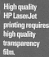 High quality
HP LaserJet
printing requires
high quality
transparency
film.